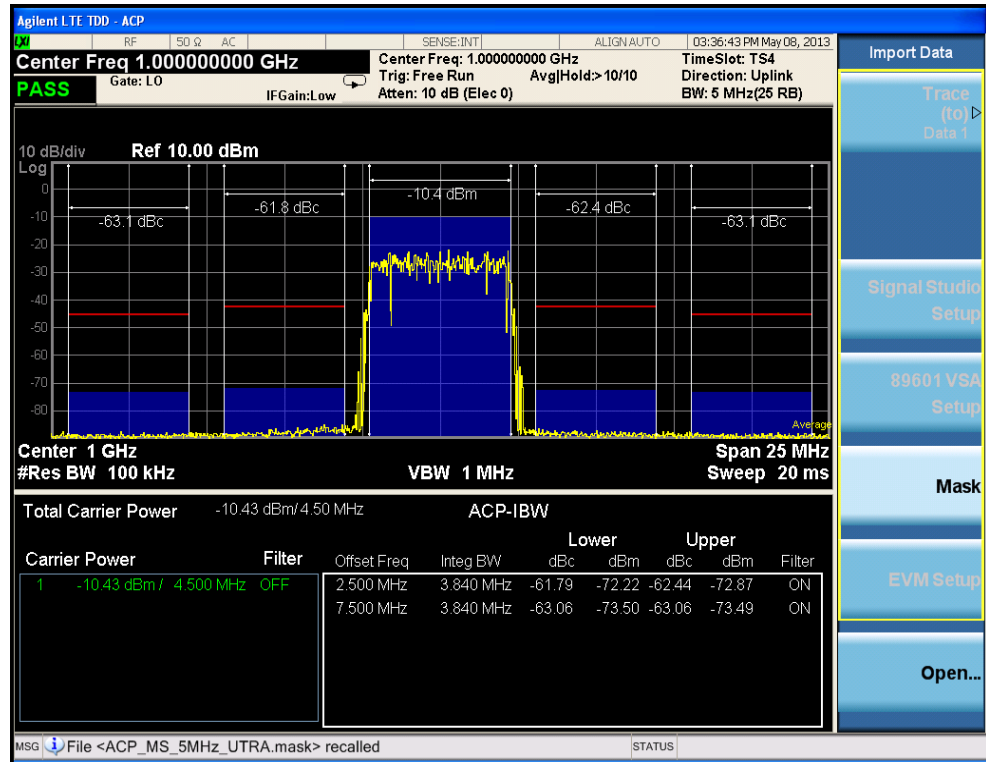 Agilent LTE TDD - ACP
LXI RF 50 Ω AC SENSE:INT ALIGN AUTO 03:36:43 PM May 08, 2013
Center Freq 1.000000000 GHz Center Freq: 1.000000000 GHz TimeSlot: TS4
Gate: LO Trig: Free Run Avg|Hold:>10/10 Direction: Uplink
PASS IFGain:Low Atten: 10 dB (Elec 0) BW: 5 MHz(25 RB)
10 dB/div Ref 10.00 dBm
Log
0
-10
-20
-30
-40
-50
-60
-70
-80
-63.1 dBc
-61.8 dBc
-10.4 dBm
-62.4 dBc
-63.1 dBc
Average
Center 1 GHz Span 25 MHz
#Res BW 100 kHz VBW 1 MHz Sweep 20 ms
Total Carrier Power -10.43 dBm/ 4.50 MHz ACP-IBW
Lower Upper
Carrier Power Filter Offset Freq Integ BW dBc dBm dBc dBm Filter
1 -10.43 dBm / 4.500 MHz OFF 2.500 MHz 3.840 MHz -61.79 -72.22 -62.44 -72.87 ON
7.500 MHz 3.840 MHz -63.06 -73.50 -63.06 -73.49 ON
MSG File <ACP_MS_5MHz_UTRA.mask> recalled STATUS
Import Data
Trace
(to)
Data 1
Signal Studio
Setup
89601 VSA
Setup
Mask
EVM Setup
Open...